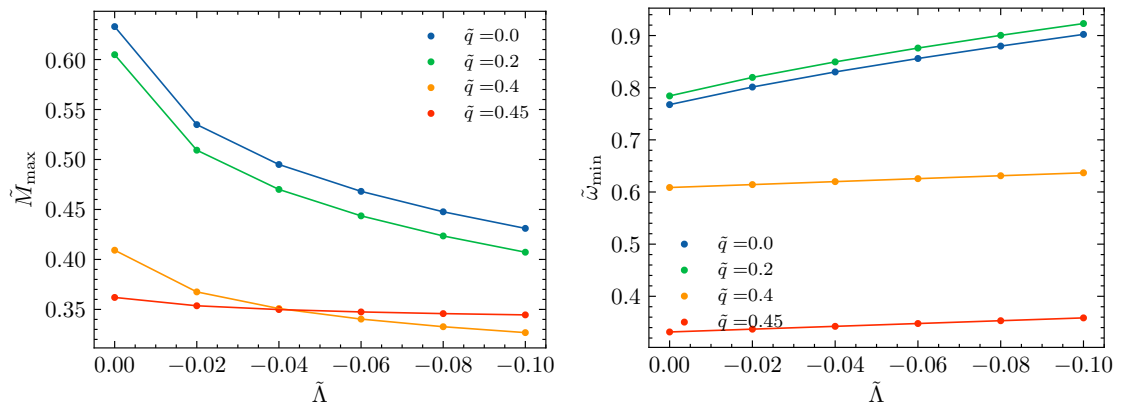 0.60
0.55
0.50
0.45
0.40
0.35
M̃max
q̃ =0.0
q̃ =0.2
q̃ =0.4
q̃ =0.45
0.00 −0.02 −0.04 −0.06 −0.08 −0.10
Λ̃
0.9
0.8
0.7
0.6
0.5
0.4
ω̃min
q̃ =0.0
q̃ =0.2
q̃ =0.4
q̃ =0.45
0.00 −0.02 −0.04 −0.06 −0.08 −0.10
Λ̃